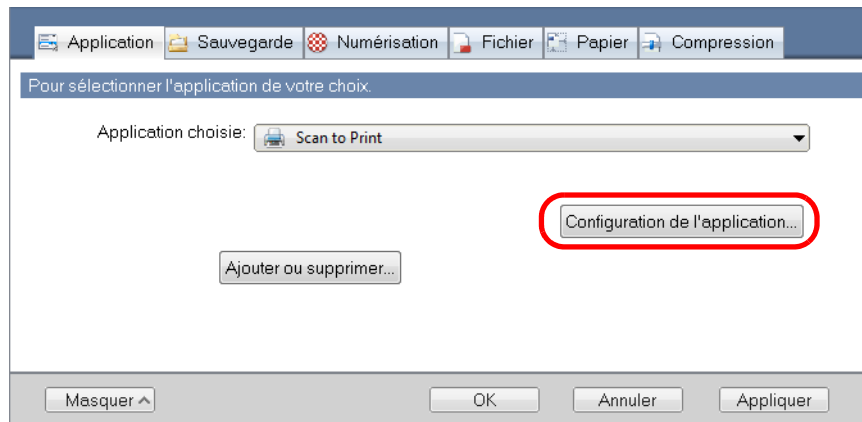 Application Sauvegarde Numérisation Fichier Papier Compression
Pour sélectionner l'application de votre choix.
Application choisie: Scan to Print
Configuration de l'application...
Ajouter ou supprimer...
Masquer OK Annuler Appliquer